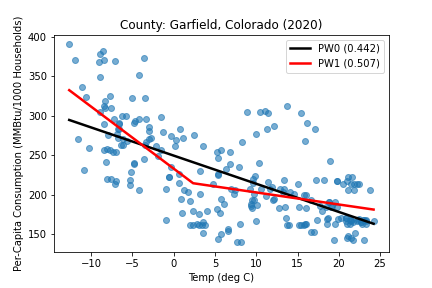 County: Garfield, Colorado (2020)
PW0 (0.442)
PW1 (0.507)
Per-Capita Consumption (MMBtu/1000 Households)
400
350
300
250
200
150
−10 −5 0 5 10 15 20 25
Temp (deg C)